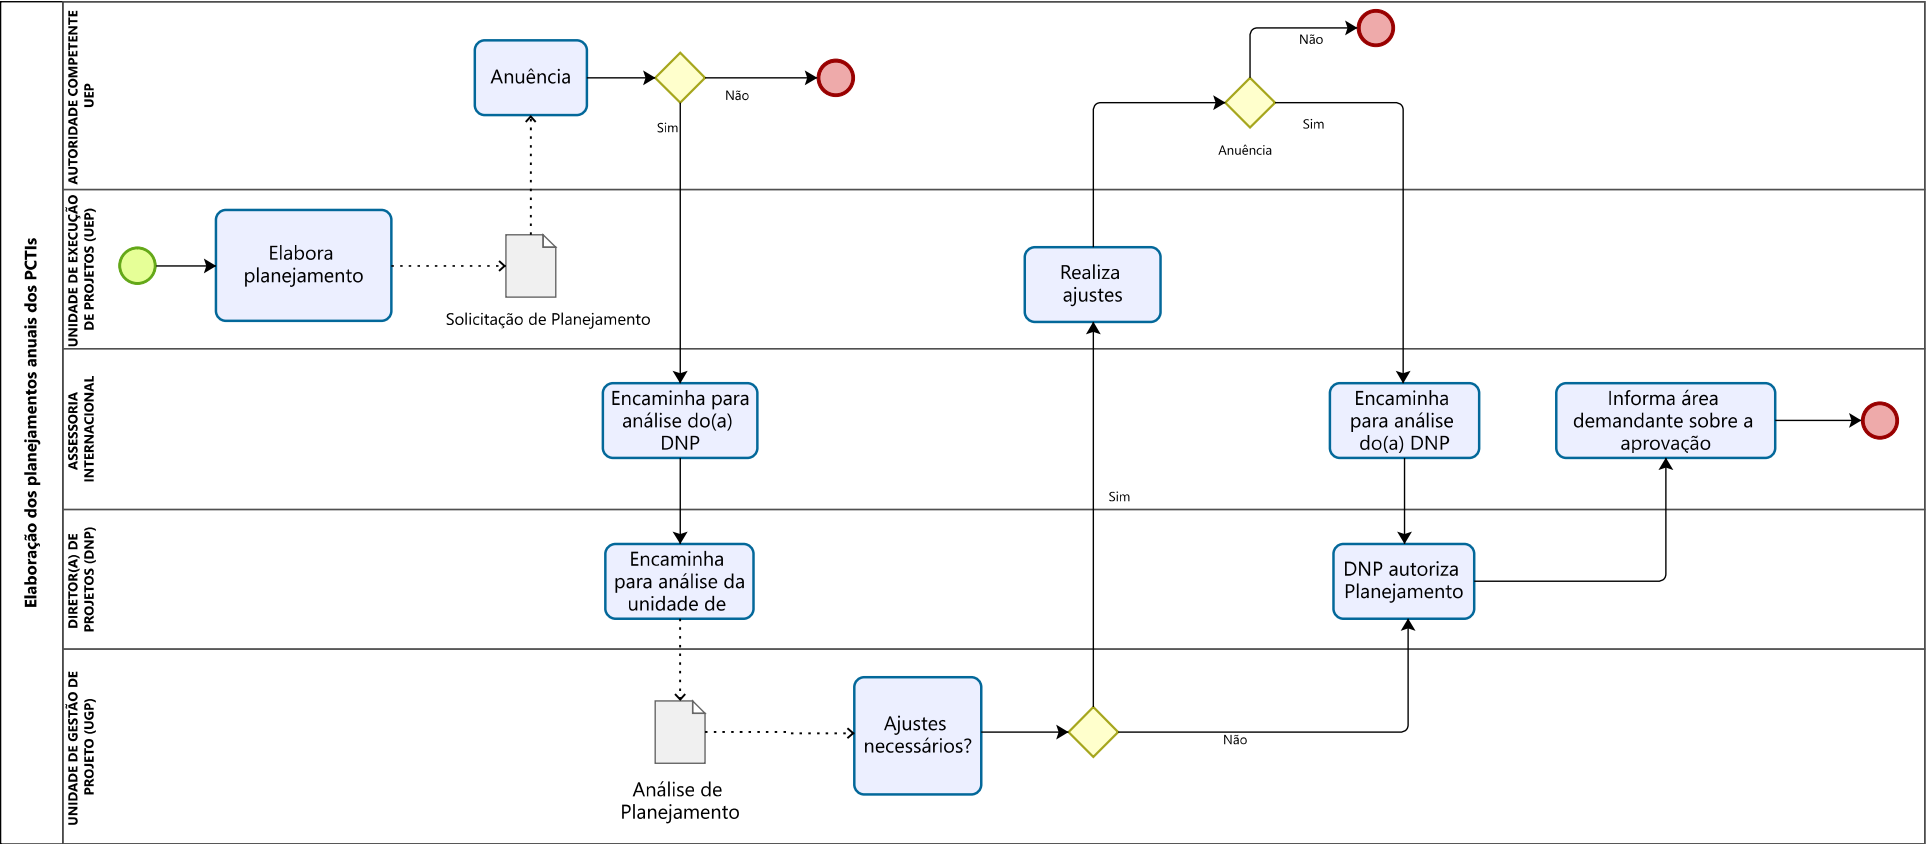 Elaboração dos planejamentos anuais dos PCTIs
AUTORIDADE COMPETENTE
UEP
Anuência
Não
Sim
Não
Sim
Anuência
UNIDADE DE EXECUÇÃO
DE PROJETOS (UEP)
Elabora
planejamento
Solicitação de Planejamento
Realiza
ajustes
ASSESSORIA
INTERNACIONAL
Encaminha para
análise do(a)
DNP
Encaminha
para análise
do(a) DNP
Informa área
demandante sobre a
aprovação
Sim
DIRETOR(A) DE
PROJETOS (DNP)
Encaminha
para análise da
unidade de
DNP autoriza
Planejamento
UNIDADE DE GESTÃO DE
PROJETO (UGP)
Análise de
Planejamento
Ajustes
necessários?
Não